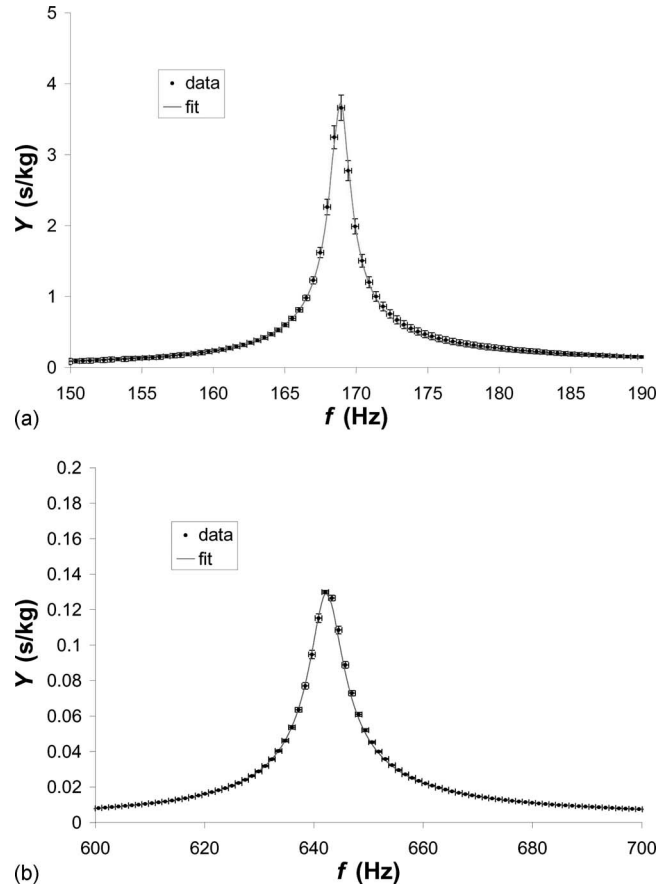 5
4
3
2
1
0
Y (s/kg)
data
fit
150 155 160 165 170 175 180 185 190
f (Hz)
(a)
0.2
0.18
0.16
0.14
0.12
0.1
0.08
0.06
0.04
0.02
0
Y (s/kg)
data
fit
600 620 640 660 680 700
f (Hz)
(b)